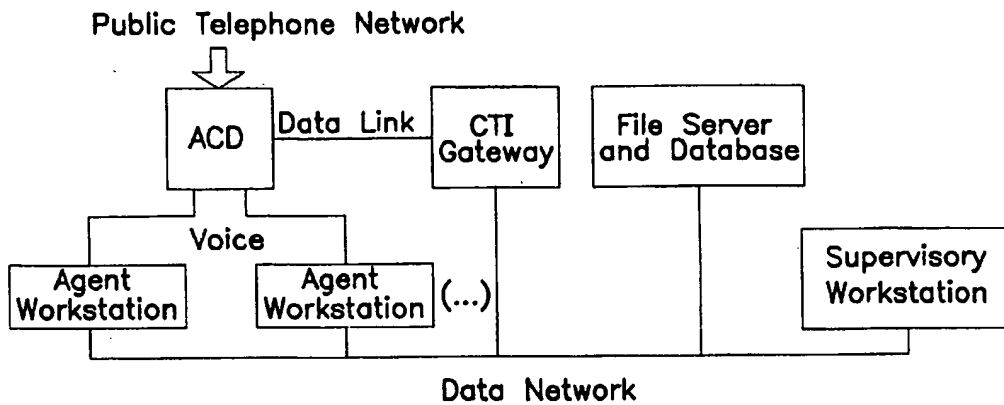 Public Telephone Network
ACD
Data Link
CTI
Gateway
File Server
and Database
Voice
Agent
Workstation
Agent
Workstation
(...)
Supervisory
Workstation
Data Network